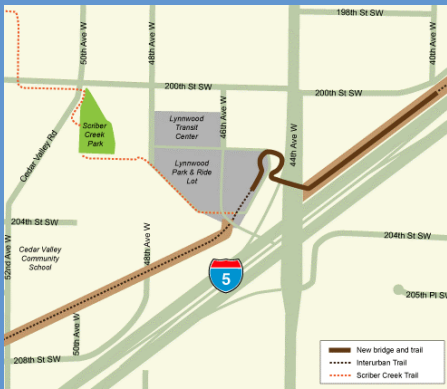 198th St SW
50th Ave W
48th Ave W
40th Ave W
200th St SW
200th St SW
Lynnwood
Transit
Center
46th Ave W
44th Ave W
Scriber
Creek
Park
Cedar Valley Rd
Lynnwood
Park & Ride
Lot
204th St SW
204th St SW
Cedar Valley
Community
School
48th Ave W
52nd Ave W
5
205th Pl SW
50th Ave W
208th St SW
New bridge and trail
Interurban Trail
Scriber Creek Trail